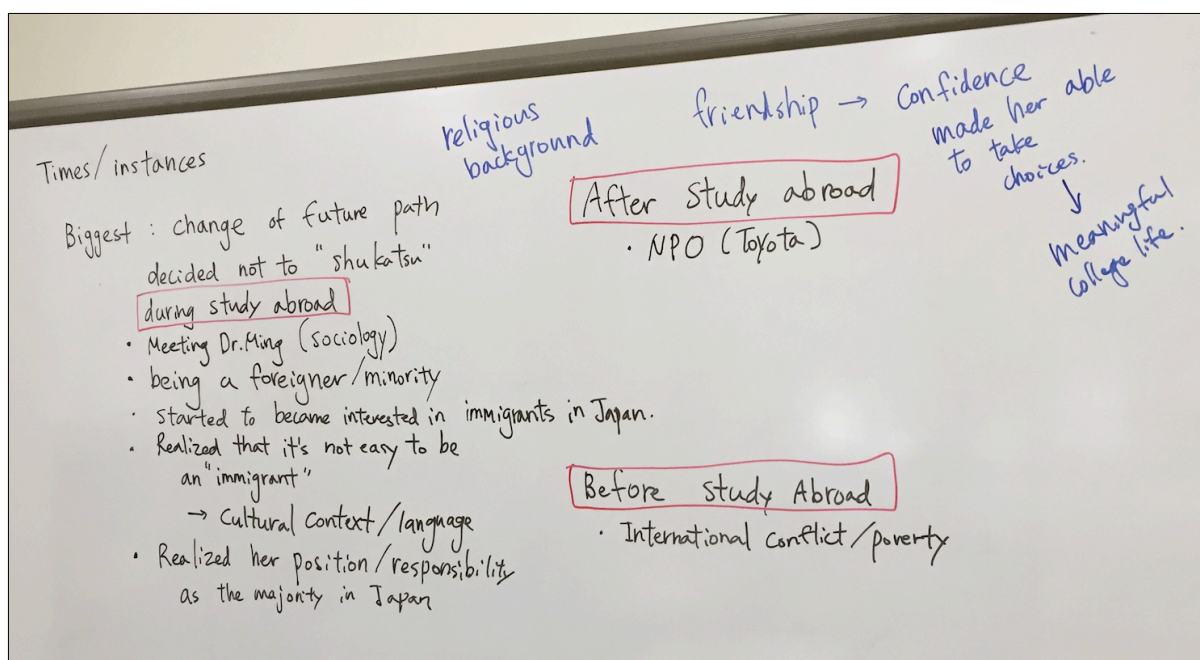 Times/instances
Biggest : change of future path
decided not to "shukatsu"
during study abroad
• Meeting Dr.Ming (sociology)
• being a foreigner/minority
• started to became interested in immigrants in Japan.
• Realized that it's not easy to be
an "immigrant"
→ Cultural context/language
• Realized her position/responsibility
as the majority in Japan
religious
background
friendship → confidence
made her able
to take
choices.
↓
meaningful
college life.
After study abroad
• NPO (Toyota)
Before study Abroad
• International conflict/poverty